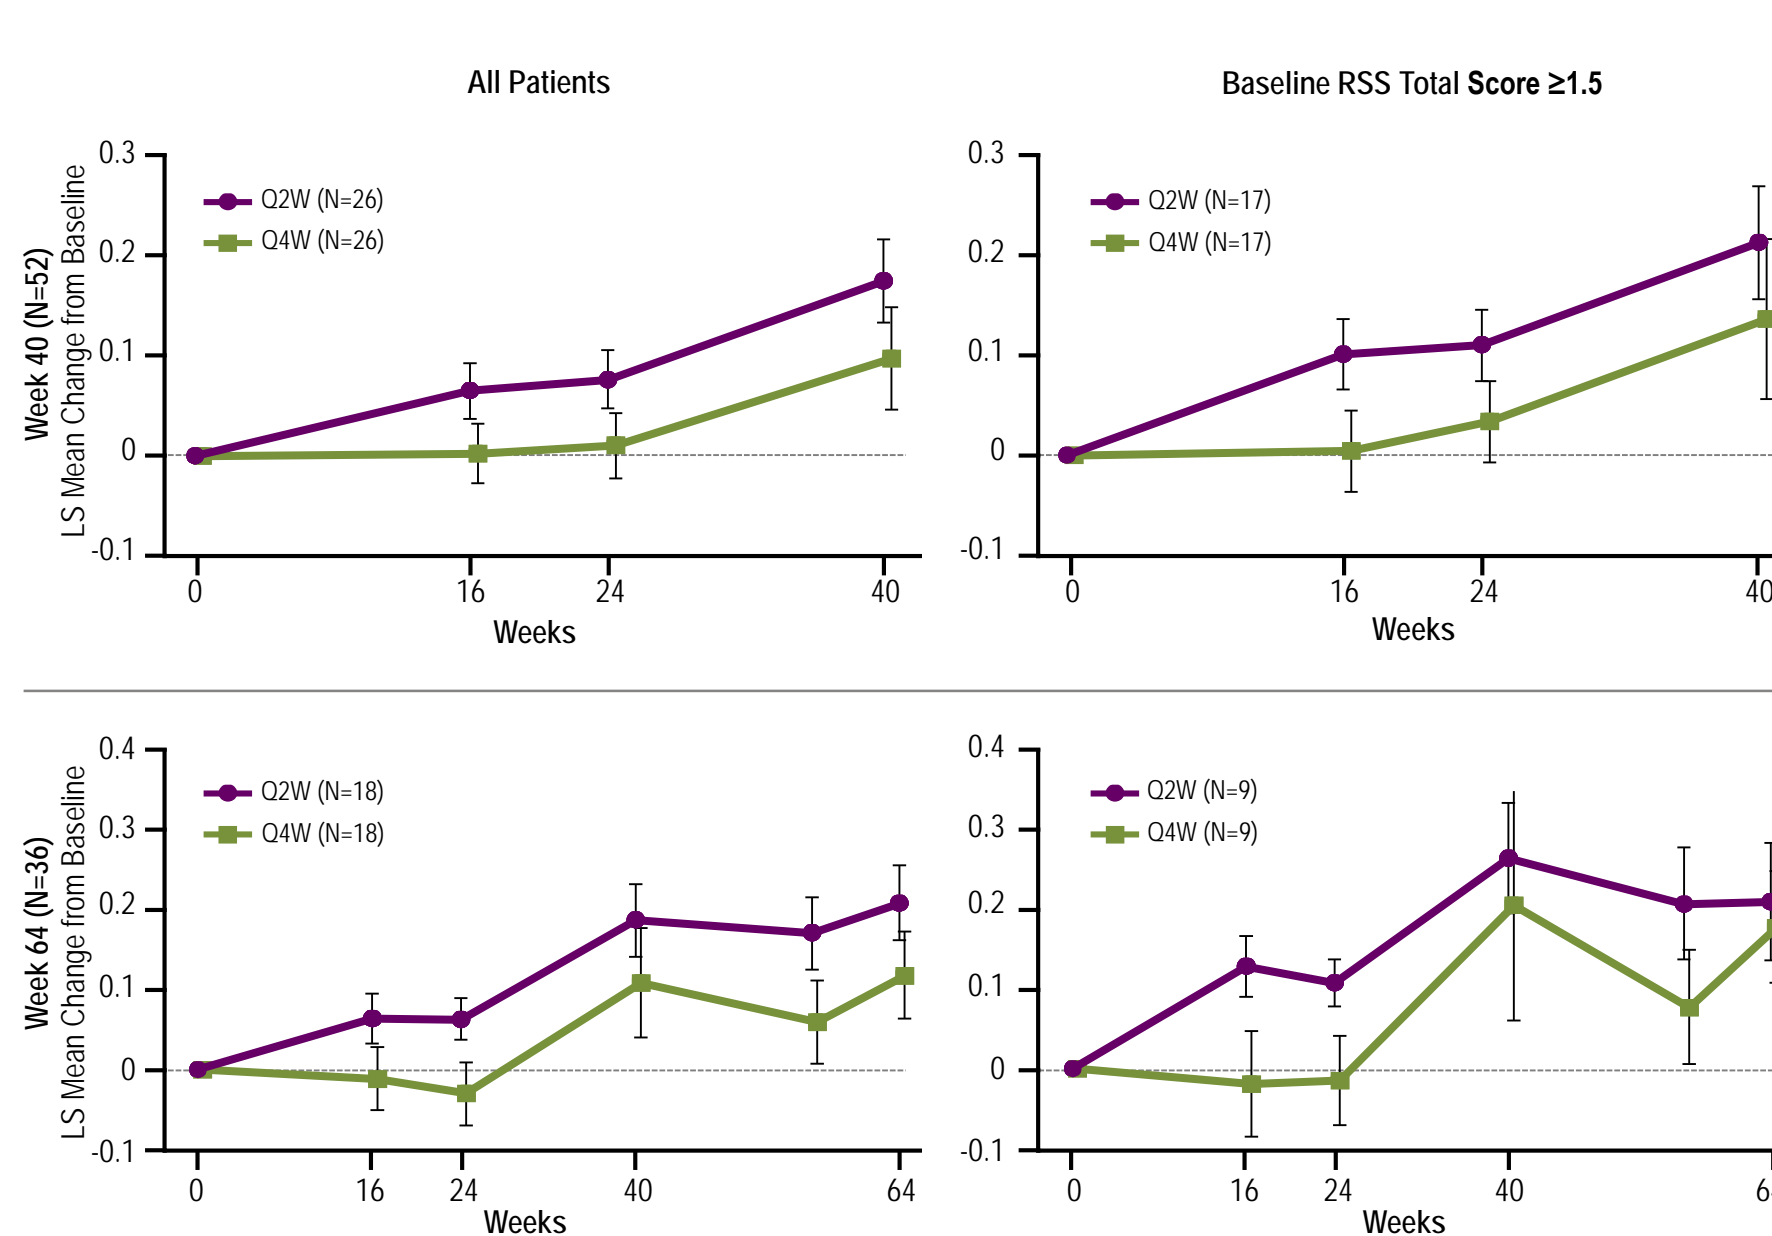 All Patients
Baseline RSS Total Score ≥1.5
Week 40 (N=52)
LS Mean Change from Baseline
0.3
0.2
0.1
0
-0.1
Q2W (N=26)
Q4W (N=26)
0 16 24 40
Weeks
0.3
0.2
0.1
0
-0.1
Q2W (N=17)
Q4W (N=17)
0 16 24 40
Weeks
Week 64 (N=36)
LS Mean Change from Baseline
0.4
0.3
0.2
0.1
0
-0.1
Q2W (N=18)
Q4W (N=18)
0 16 24 40 64
Weeks
0.4
0.3
0.2
0.1
0
-0.1
Q2W (N=9)
Q4W (N=9)
0 16 24 40
Weeks